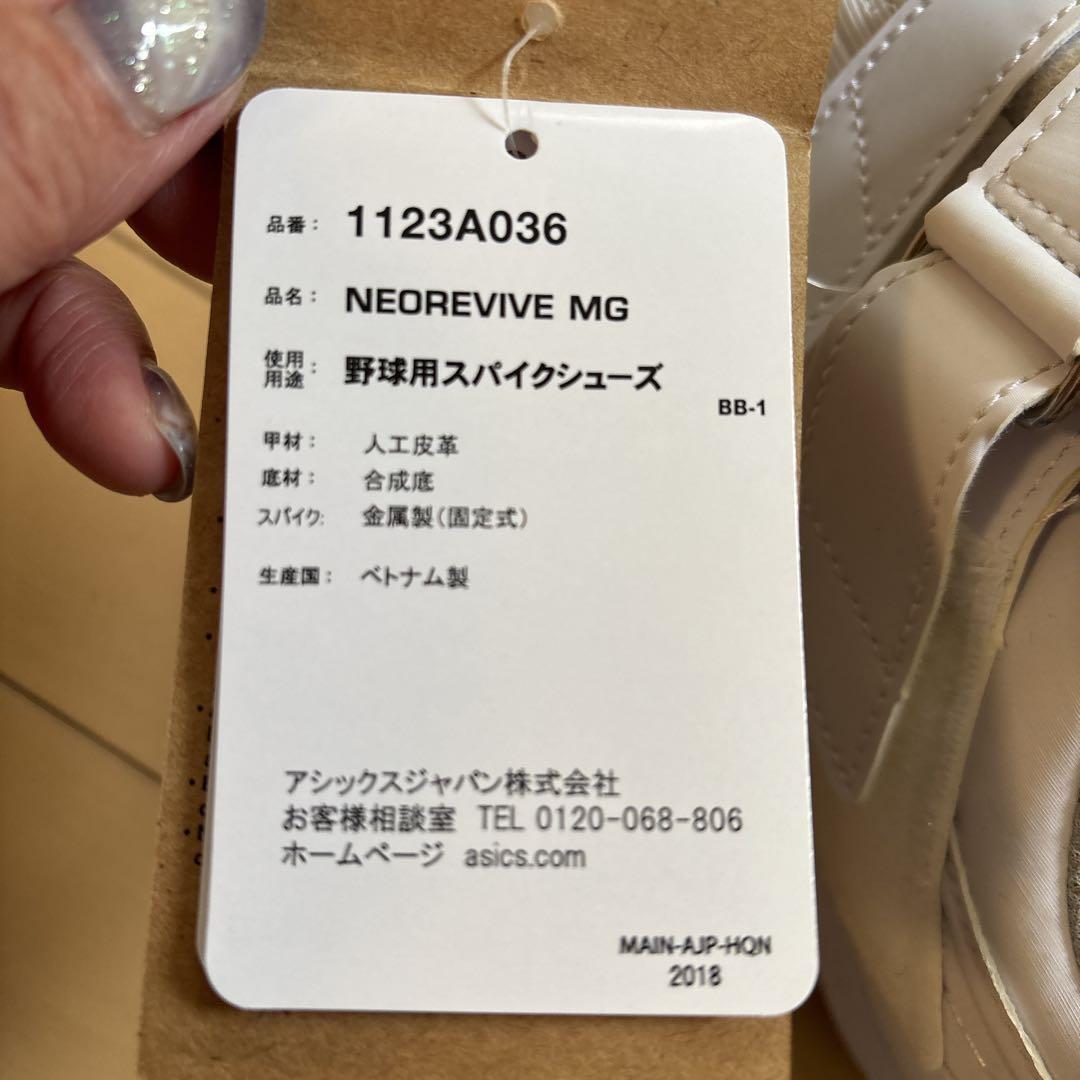 品番： 1123A036
品名： NEOREVIVE MG
使用用途： 野球用スパイクシューズ
BB-1
甲材： 人工皮革
底材： 合成底
スパイク: 金属製(固定式)
生産国： ベトナム製
アシックスジャパン株式会社
お客様相談室 TEL 0120-068-806
ホームページ asics.com
MAIN-AJP-HQN
2018